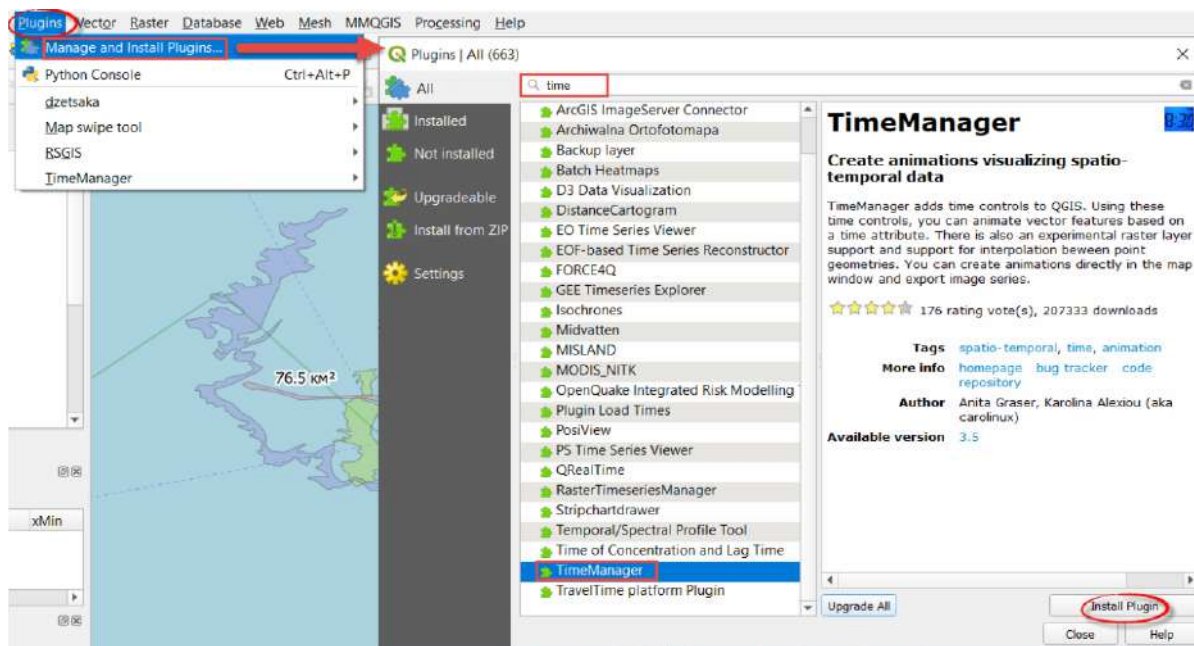 Plugins Vector Raster Database Web Mesh MMQGIS Processing Help
Manage and Install Plugins...
Python Console Ctrl+Alt+P
dzetsaka
Map swipe tool
RSGIS
TimeManager
76.5 км²
xMin
Plugins | All (663)
All
Installed
Not installed
Upgradeable
Install from ZIP
Settings
time
ArcGIS ImageServer Connector
Archiwalna Ortofotomapa
Backup layer
Batch Heatmaps
D3 Data Visualization
DistanceCartogram
EO Time Series Viewer
EOF-based Time Series Reconstructor
FORCE4Q
GEE Timeseries Explorer
Isochrones
Midvatten
MISLAND
MODIS_NITK
OpenQuake Integrated Risk Modelling
Plugin Load Times
PosiView
PS Time Series Viewer
QRealTime
RasterTimeseriesManager
Stripchartdrawer
Temporal/Spectral Profile Tool
Time of Concentration and Lag Time
TimeManager
TravelTime platform Plugin
TimeManager
Create animations visualizing spatio-
temporal data
TimeManager adds time controls to QGIS. Using these
time controls, you can animate vector features based on
a time attribute. There is also an experimental raster layer
support and support for interpolation beween point
geometries. You can create animations directly in the map
window and export image series.
176 rating vote(s), 207333 downloads
Tags spatio-temporal, time, animation
More info homepage bug tracker code
repository
Author Anita Graser, Karolina Alexiou (aka
carolinux)
Available version 3.5
Upgrade All
Install Plugin
Close Help